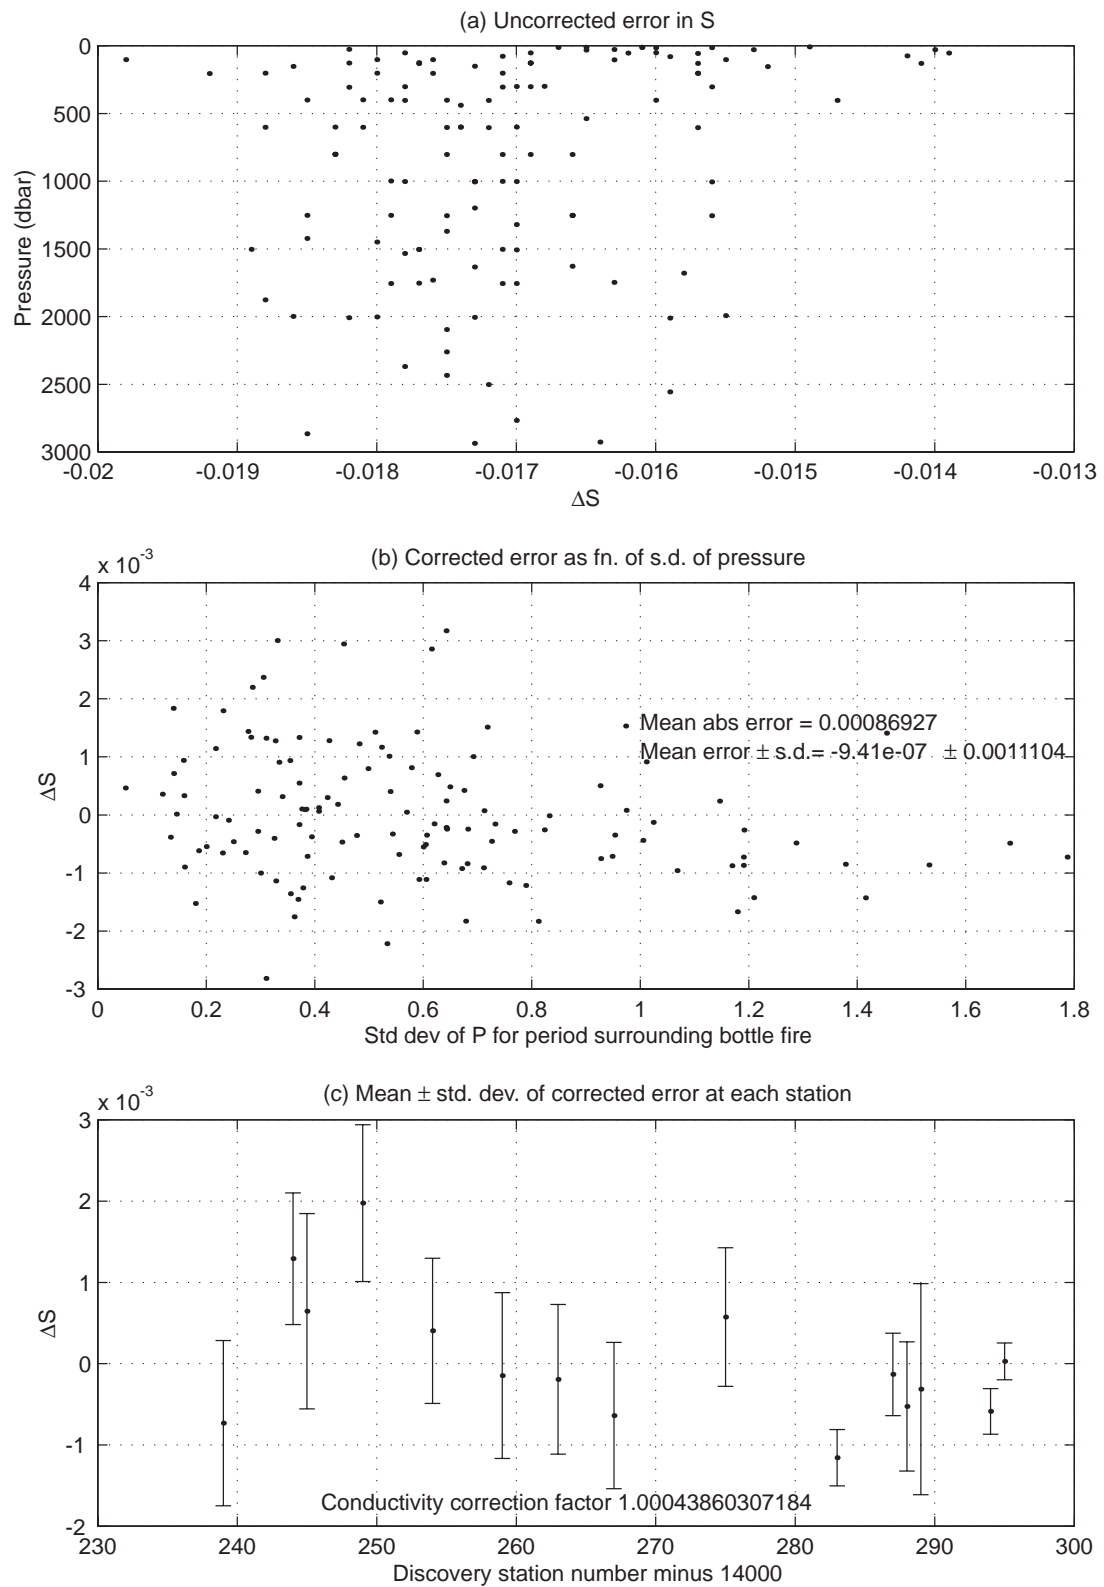 (a) Uncorrected error in S
0
500
1000
1500
2000
2500
3000
Pressure (dbar)
-0.02 -0.019 -0.018 -0.017 -0.016 -0.015 -0.014 -0.013
ΔS
(b) Corrected error as fn. of s.d. of pressure
x 10-3
4
3
2
1
0
-1
-2
-3
ΔS
Mean abs error = 0.00086927
Mean error ± s.d.= -9.41e-07 ± 0.0011104
0 0.2 0.4 0.6 0.8 1 1.2 1.4 1.6 1.8
Std dev of P for period surrounding bottle fire
(c) Mean ± std. dev. of corrected error at each station
x 10-3
3
2
1
0
-1
-2
ΔS
Conductivity correction factor 1.00043860307184
230 240 250 260 270 280 290 300
Discovery station number minus 14000